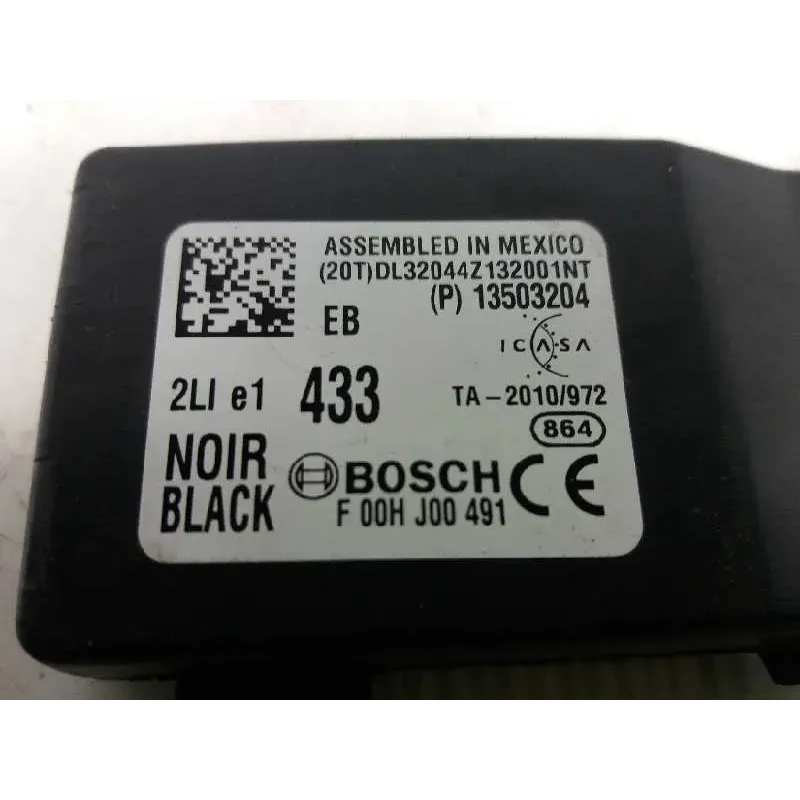 ASSEMBLED IN MEXICO
(20T)DL32044Z132001NT
(P) 13503204
EB
ICASA
2LI e1 433
TA-2010/972
864
NOIR
BLACK
BOSCH CE
F 00H J00 491